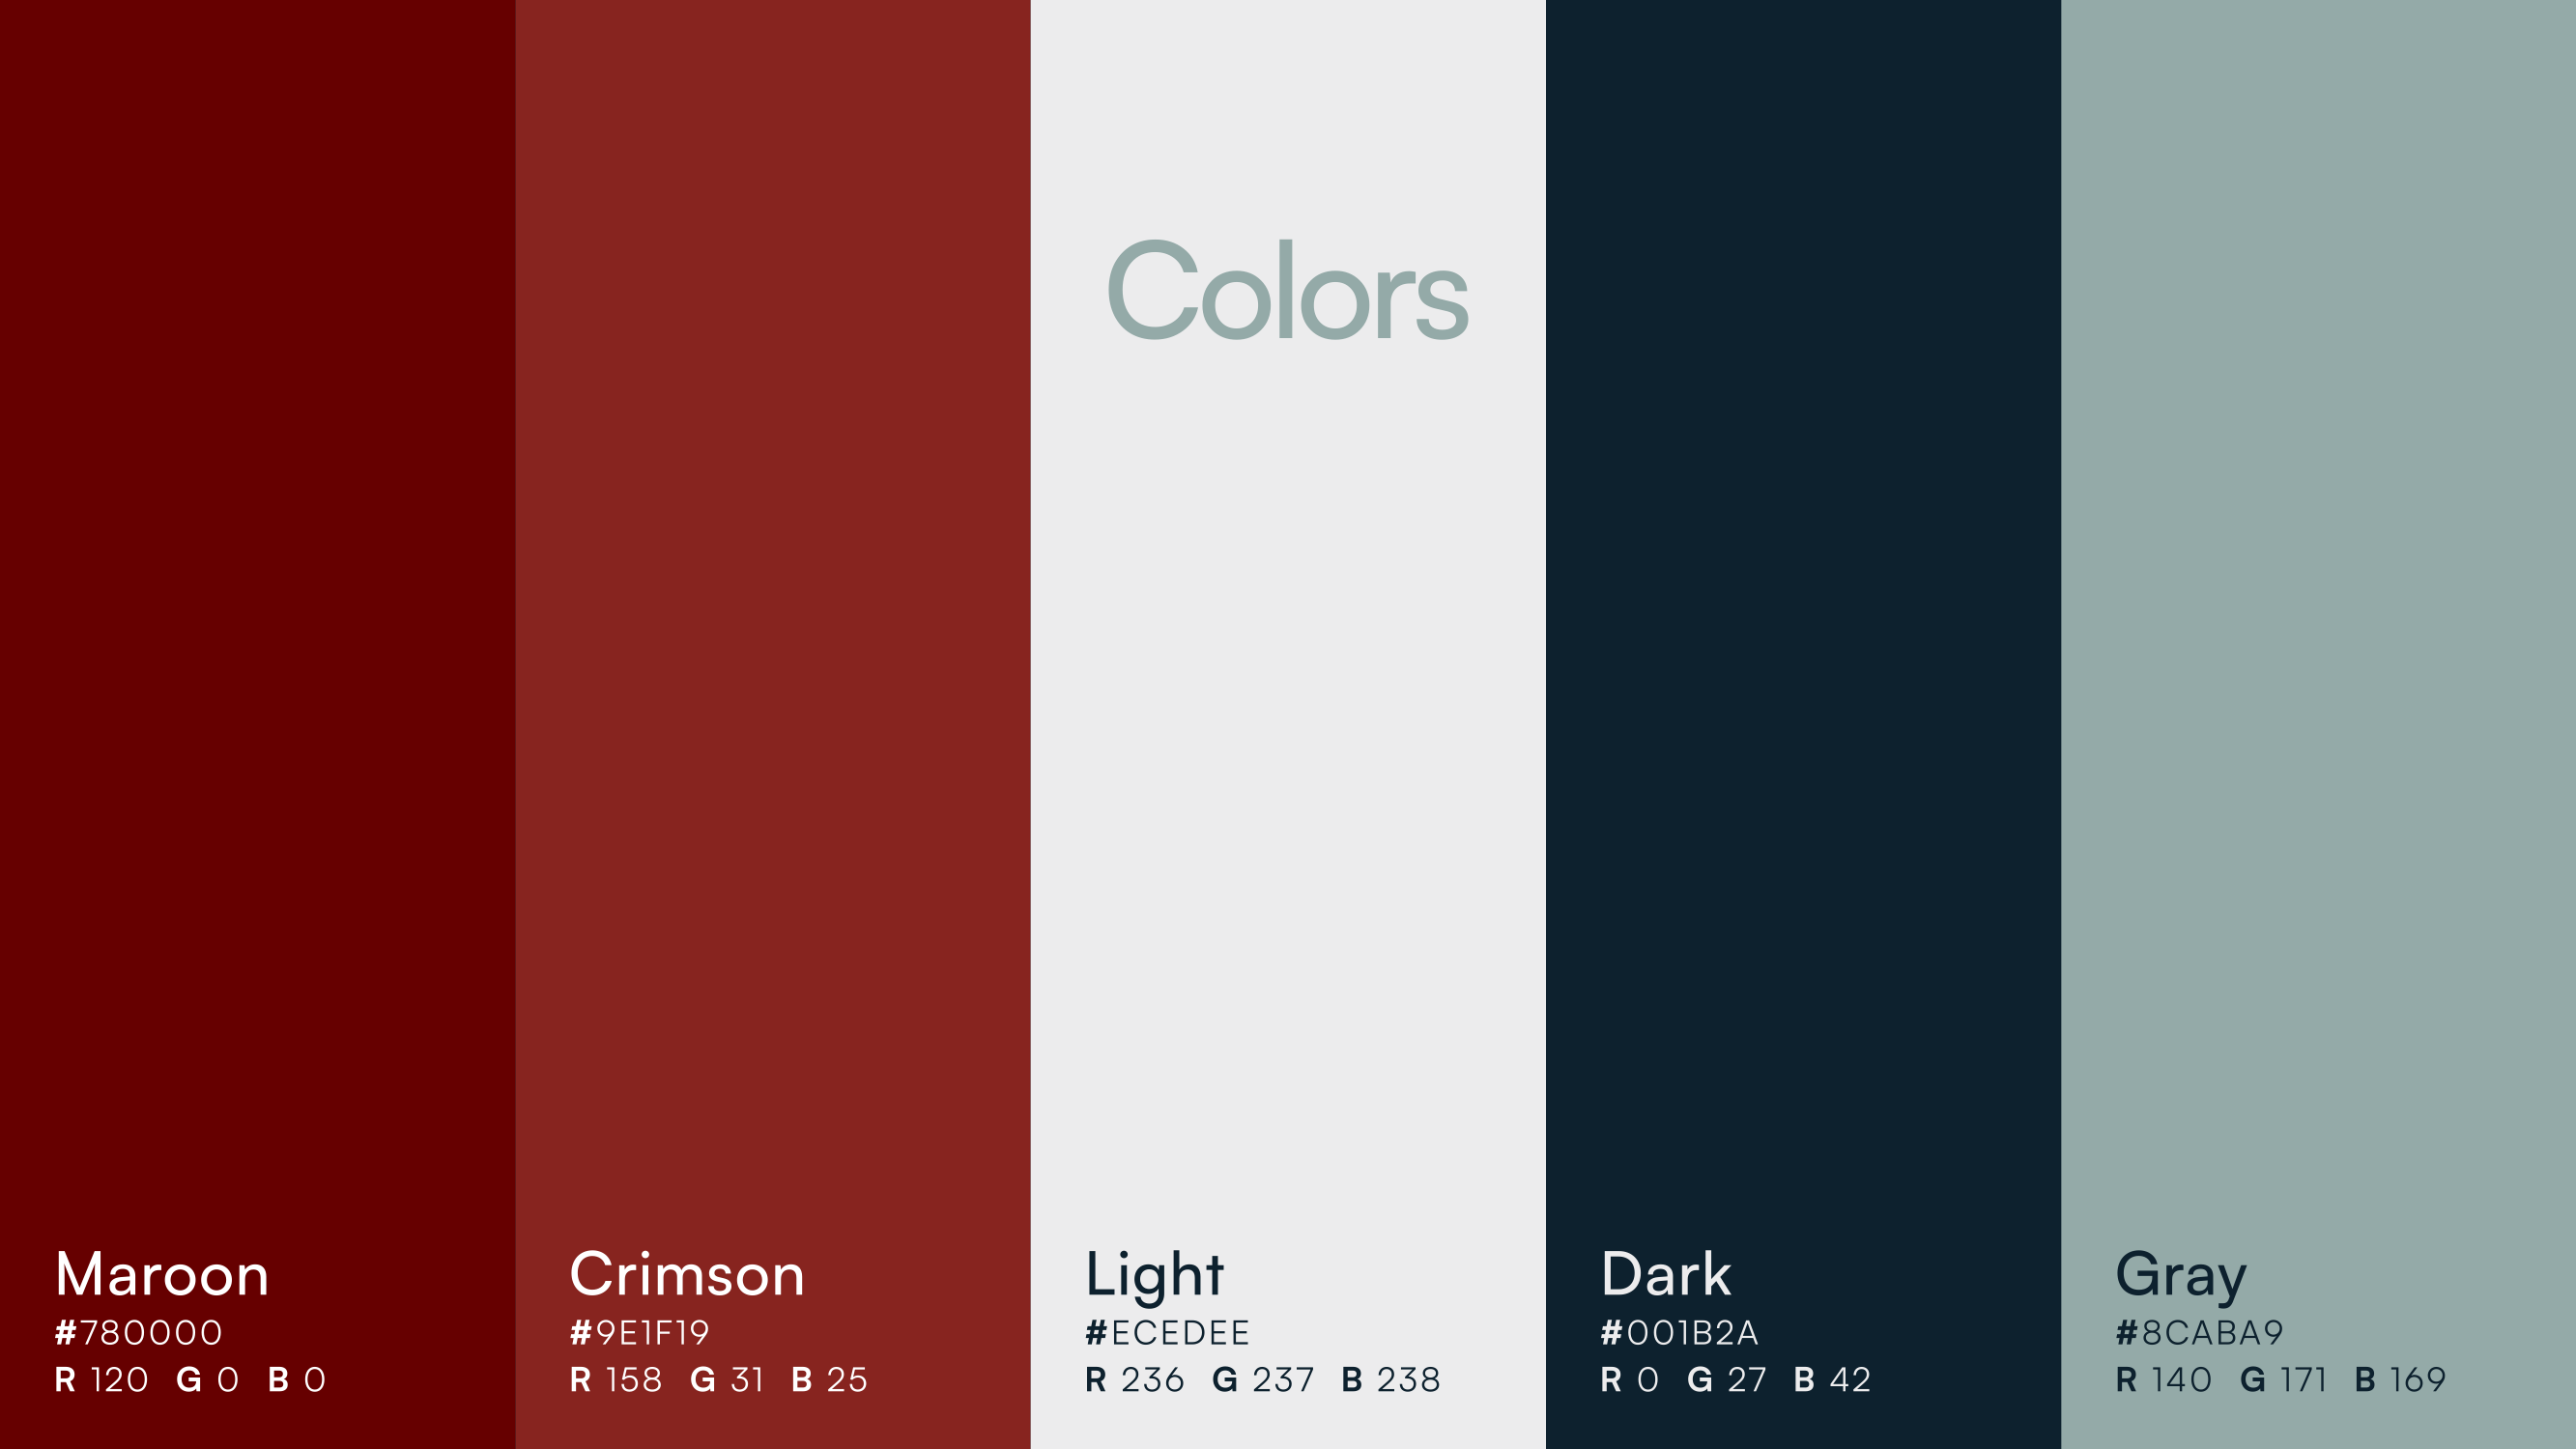 Colors
Maroon
#780000
R 120 G 0 B 0
Crimson
#9E1F19
R 158 G 31 B 25
Light
#ECEDEE
R 236 G 237 B 238
Dark
#001B2A
R 0 G 27 B 42
Gray
#8CABA9
R 140 G 171 B 169